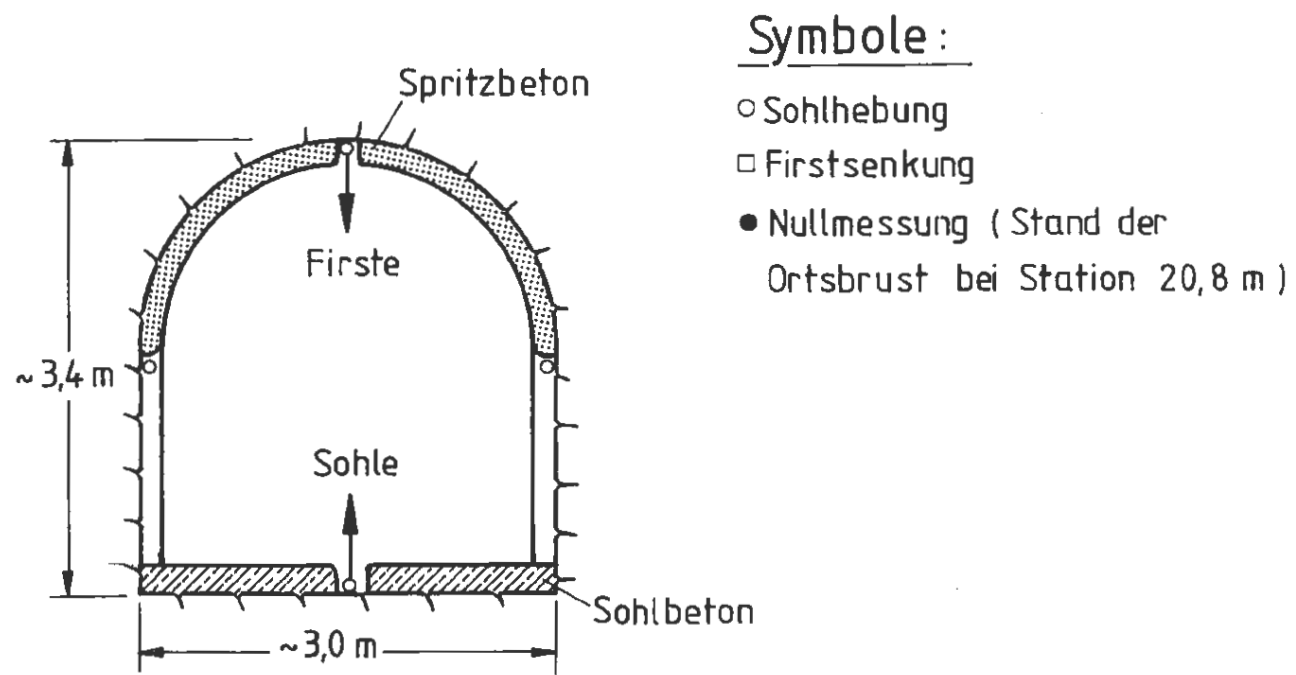 Symbole:
Spritzbeton
○ Sohlhebung
□ Firstsenkung
● Nullmessung (Stand der
Ortsbrust bei Station 20,8 m)
Firste
~3,4 m
Sohle
Sohlbeton
~3,0 m